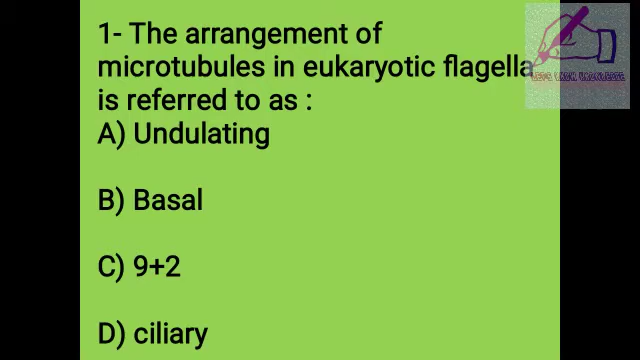 1- The arrangement of
microtubules in eukaryotic flagella
is referred to as :
A) Undulating
B) Basal
C) 9+2
D) ciliary